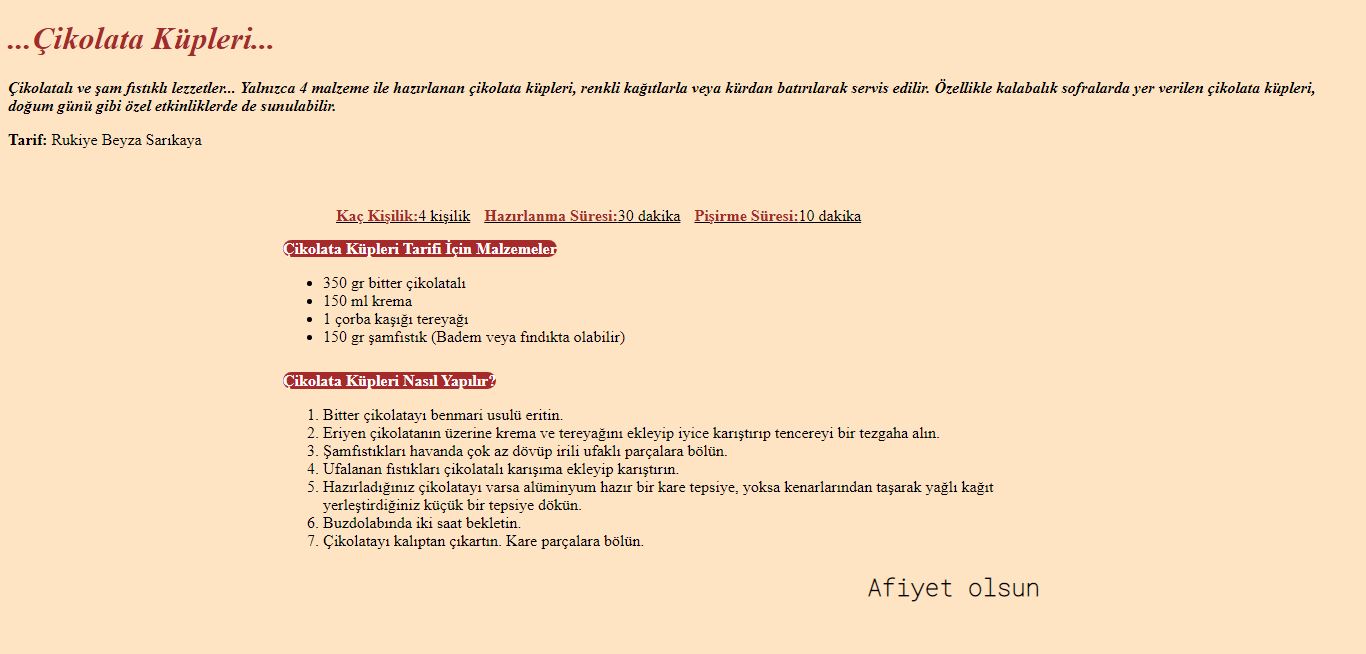 ...Çikolata Küpleri...
Çikolatalı ve şam fıstıklı lezzetler... Yalnızca 4 malzeme ile hazırlanan çikolata küpleri, renkli kağıtlarla veya kürdan batırılarak servis edilir. Özellikle kalabalık sofralarda yer verilen çikolata küpleri,
doğum günü gibi özel etkinliklerde de sunulabilir.
Tarif: Rukiye Beyza Sarıkaya
Kaç Kişilik:4 kişilik Hazırlanma Süresi:30 dakika Pişirme Süresi:10 dakika
Çikolata Küpleri Tarifi İçin Malzemeler
• 350 gr bitter çikolatalı
• 150 ml krema
• 1 çorba kaşığı tereyağı
• 150 gr şamfıstık (Badem veya fındıkta olabilir)
Çikolata Küpleri Nasıl Yapılır?
1. Bitter çikolatayı benmari usulü eritin.
2. Eriyen çikolatanın üzerine krema ve tereyağını ekleyip iyice karıştırıp tencereyi bir tezgaha alın.
3. Şamfıstıkları havanda çok az dövüp irili ufaklı parçalara bölün.
4. Ufalanan fıstıkları çikolatalı karışıma ekleyip karıştırın.
5. Hazırladığınız çikolatayı varsa alüminyum hazır bir kare tepsiye, yoksa kenarlarından taşarak yağlı kağıt
yerleştirdiğiniz küçük bir tepsiye dökün.
6. Buzdolabında iki saat bekletin.
7. Çikolatayı kalıptan çıkartın. Kare parçalara bölün.
Afiyet olsun